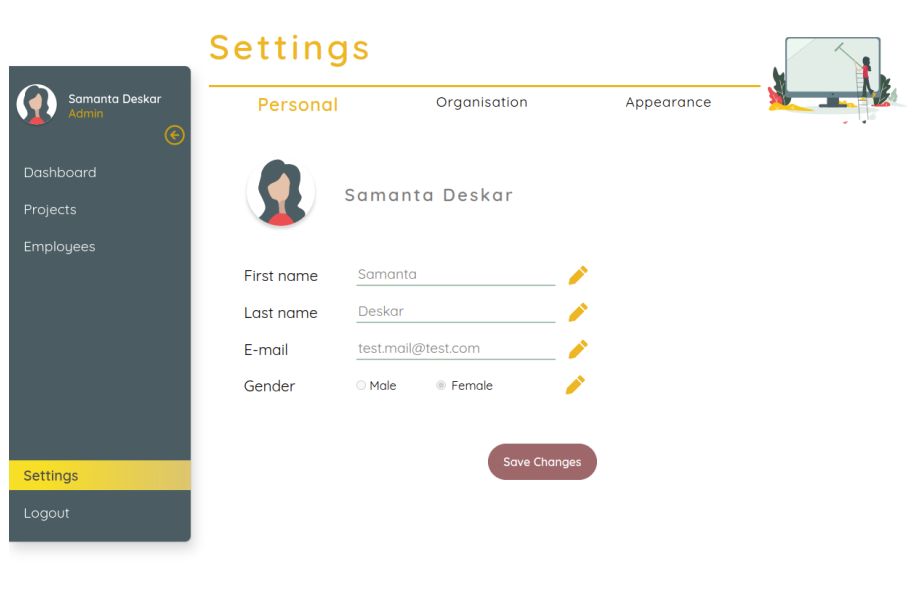 Settings
Samanta Deskar
Admin
Dashboard
Projects
Employees
Settings
Logout
Personal
Organisation
Appearance
Samanta Deskar
First name Samanta
Last name Deskar
E-mail test.mail@test.com
Gender Male Female
Save Changes